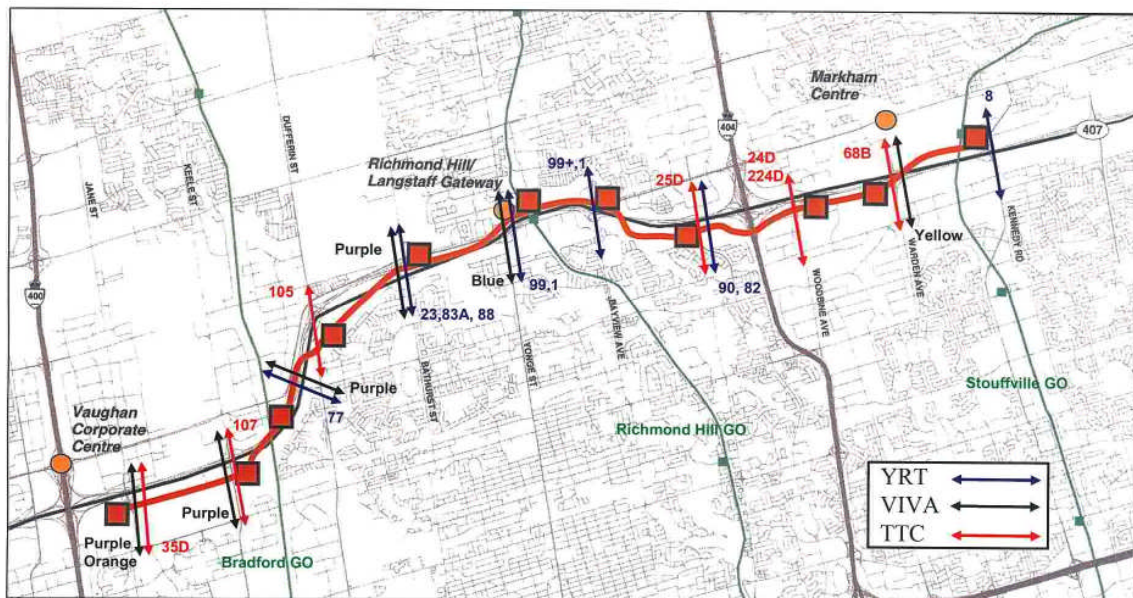 8
Markham
Centre
407
404
DUFFERIN ST
24D
224D
68B
KEELE ST
Richmond Hill/
Langstaff Gateway
99+,1
25D
JANE ST
KENNEDY RD
Purple
Yellow
WARDEN AVE
400
105
Blue
99,1
90, 82
WOODBINE AVE
23,83A, 88
BAYVIEW AVE
BATHURST ST
YONGE ST
Purple
77
Stouffville GO
Vaughan
Corporate
Centre
107
Richmond Hill GO
YRT
VIVA
TTC
Purple
Purple
Orange
35D
Bradford GO